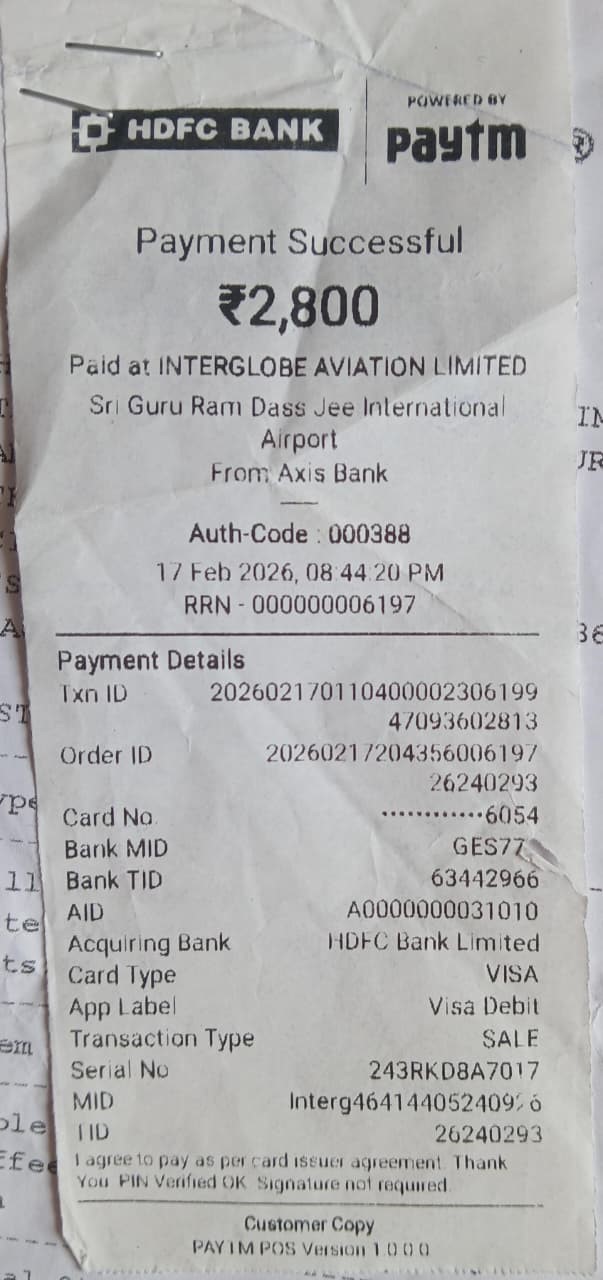 HDFC BANK
POWERED BY
paytm
Payment Successful
₹2,800
Paid at INTERGLOBE AVIATION LIMITED
Sri Guru Ram Dass Jee International
Airport
From Axis Bank
Auth-Code : 000388
17 Feb 2026, 08:44:20 PM
RRN - 000000006197
Payment Details
Txn ID 2026021701104000023061 99
47093602813
Order ID 20260217204356006197
26240293
Card No. ············6054
Bank MID GES77
Bank TID 63442966
AID A0000000031010
Acquiring Bank HDFC Bank Limited
Card Type VISA
App Label Visa Debit
Transaction Type SALE
Serial No 243RKD8A7017
MID
TID 26240293
I agree to pay as per card issuer agreement. Thank
You PIN Verified OK Signature not required.
Customer Copy
PAYTM POS Version 1.0.0.0